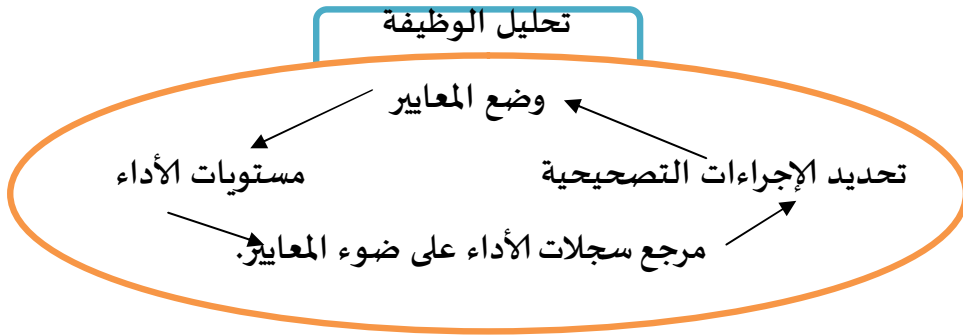 تحليل الوظيفة
وضع المعايير
تحديد الإجراءات التصحيحية
مستويات الأداء
مرجع سجلات الأداء على ضوء المعايير.